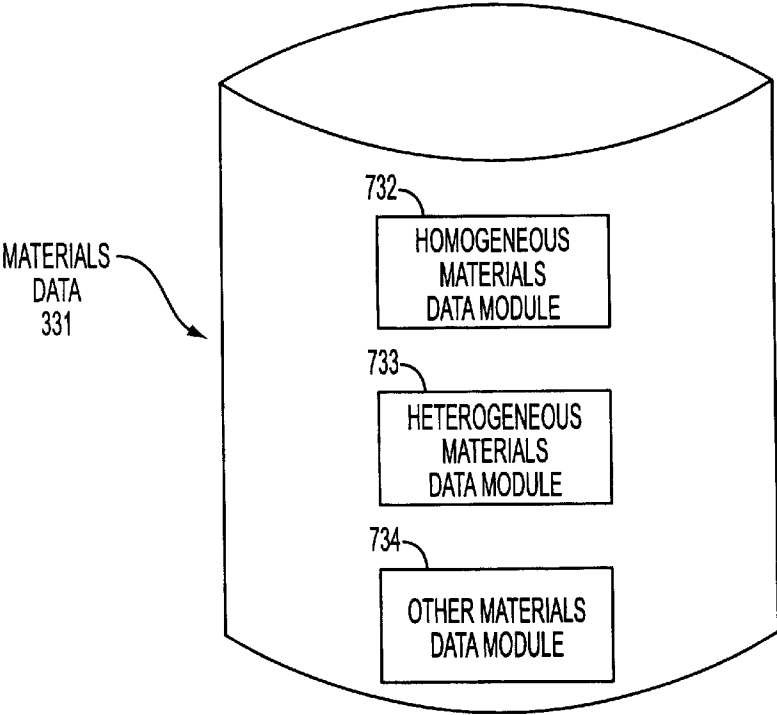 732
HOMOGENEOUS
MATERIALS
DATA MODULE
MATERIALS
DATA
331
733
HETEROGENEOUS
MATERIALS
DATA MODULE
734
OTHER MATERIALS
DATA MODULE